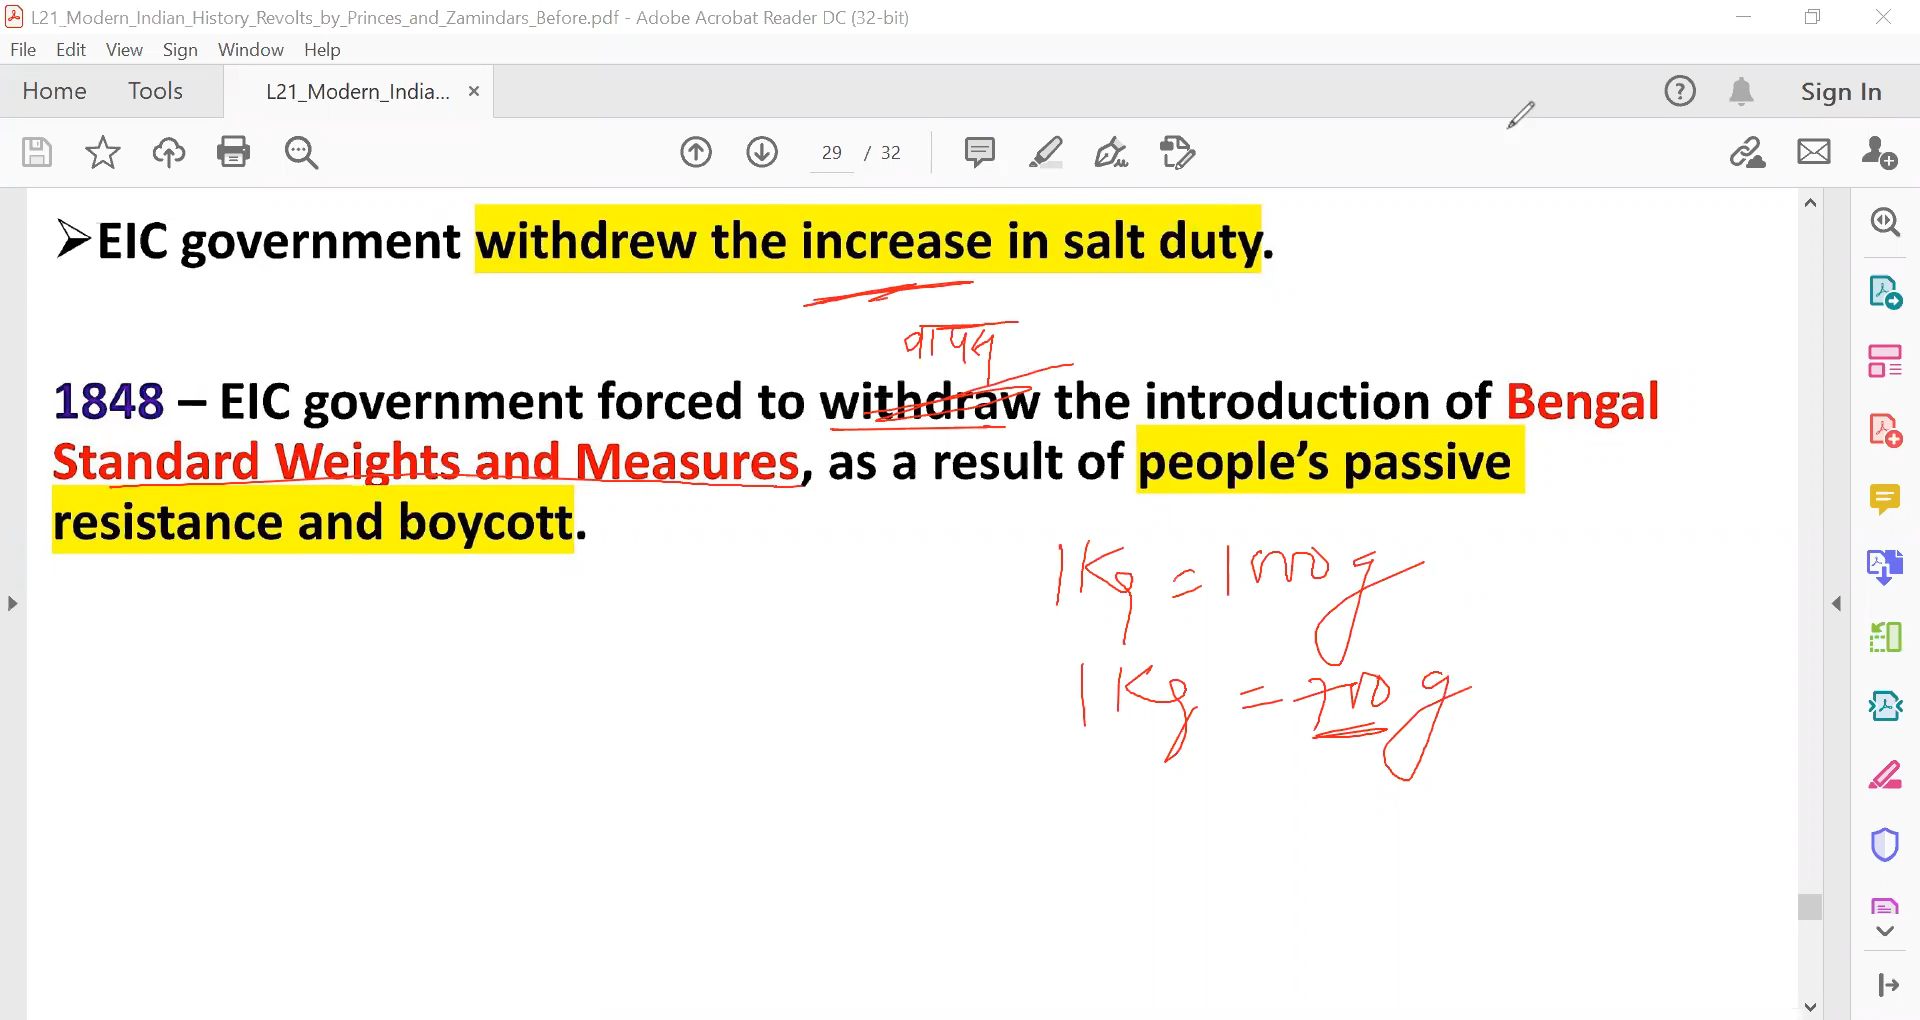 L21_Modern_Indian_History_Revolts_by_Princes_and_Zamindars_Before.pdf - Adobe Acrobat Reader DC (32-bit)
File Edit View Sign Window Help
Home Tools L21_Modern_India... × ? Sign In
29 / 32
➢EIC government withdrew the increase in salt duty.
वापस
1848 – EIC government forced to withdraw the introduction of Bengal
Standard Weights and Measures, as a result of people’s passive
resistance and boycott.
1Kg = 1000 g
1Kg = 700 g